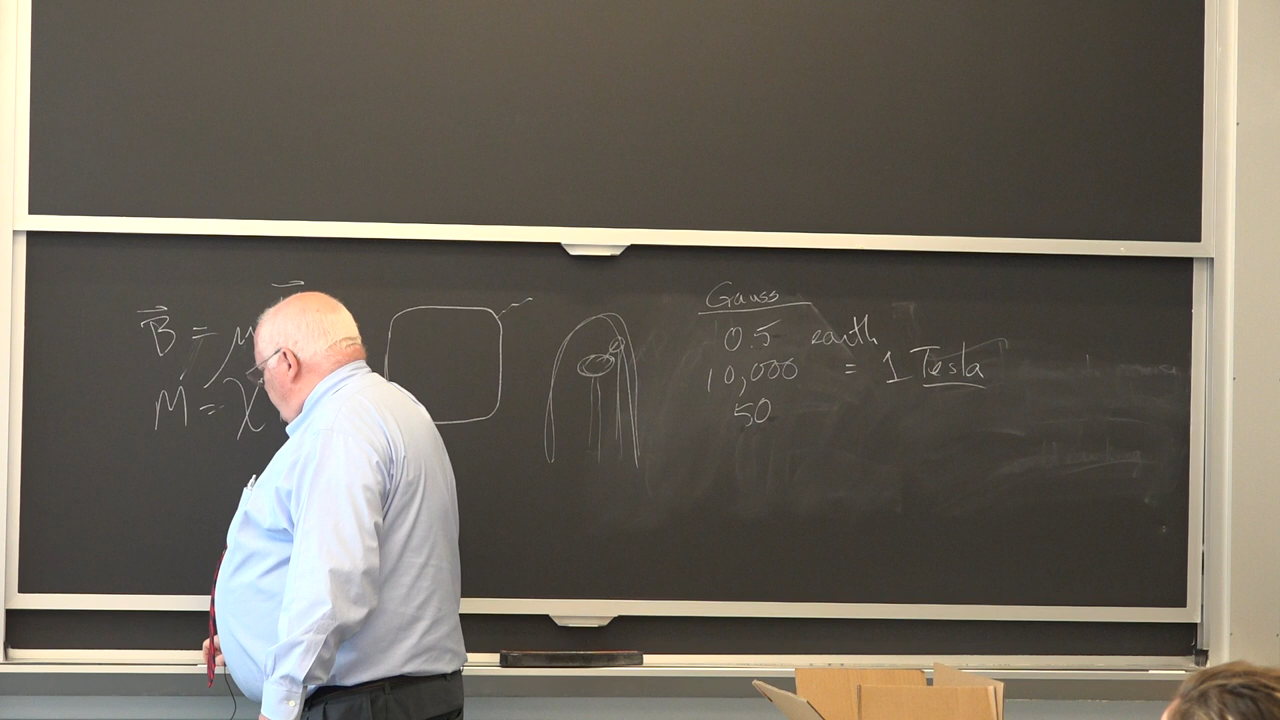 B = μ
M = χ
Gauss
0.5 earth
10,000 = 1 Tesla
50